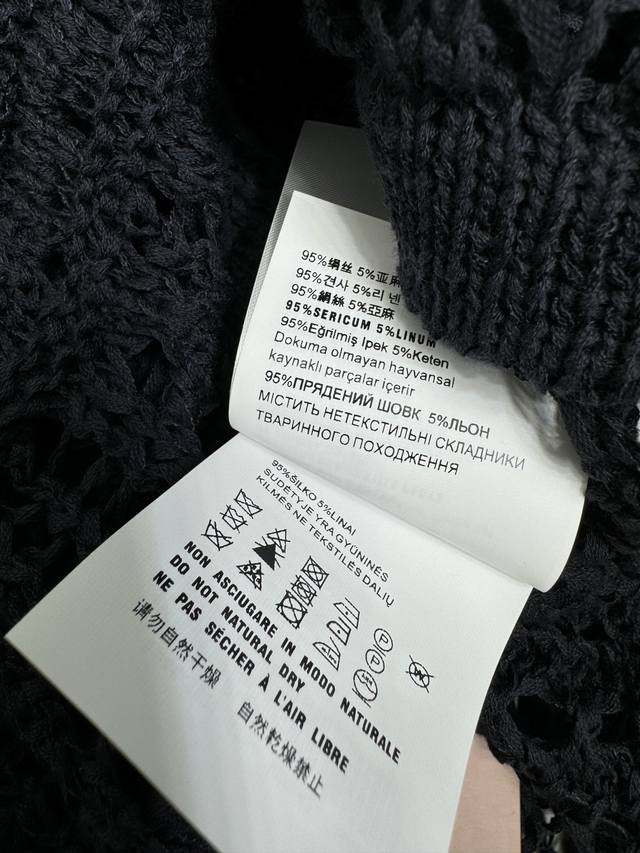 95%绢丝 5%亚麻
95%견사 5%리넨
95%絹絲 5%亞麻
95%SERICUM 5%LINUM
95%Eğrilmiş Ipek 5%Keten
Dokuma olmayan hayvansal
kaynaklı parçalar içerir
95%ПРЯДЕНИЙ ШОВК 5%ЛЬОН
МІСТИТЬ НЕТЕКСТИЛЬНІ СКЛАДНИКИ
ТВАРИННОГО ПОХОДЖЕННЯ
95%ŠILKO 5%LINAI
SUDĖTYJE YRA GYŪNINĖS
KILMĖS NE TEKSTILĖS DALIŲ
P
P
NON ASCIUGARE IN MODO NATURALE
DO NOT NATURAL DRY
NE PAS SÉCHER À L'AIR LIBRE
请勿自然干燥
自然乾燥禁止